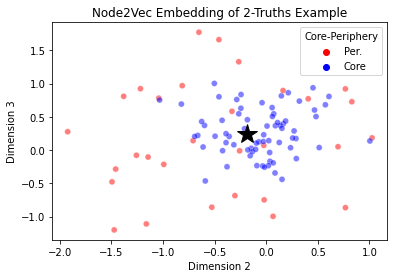 Node2Vec Embedding of 2-Truths Example
Core-Periphery
Per.
Core
1.5
1.0
0.5
0.0
−0.5
−1.0
Dimension 3
−2.0 −1.5 −1.0 −0.5 0.0 0.5 1.0
Dimension 2